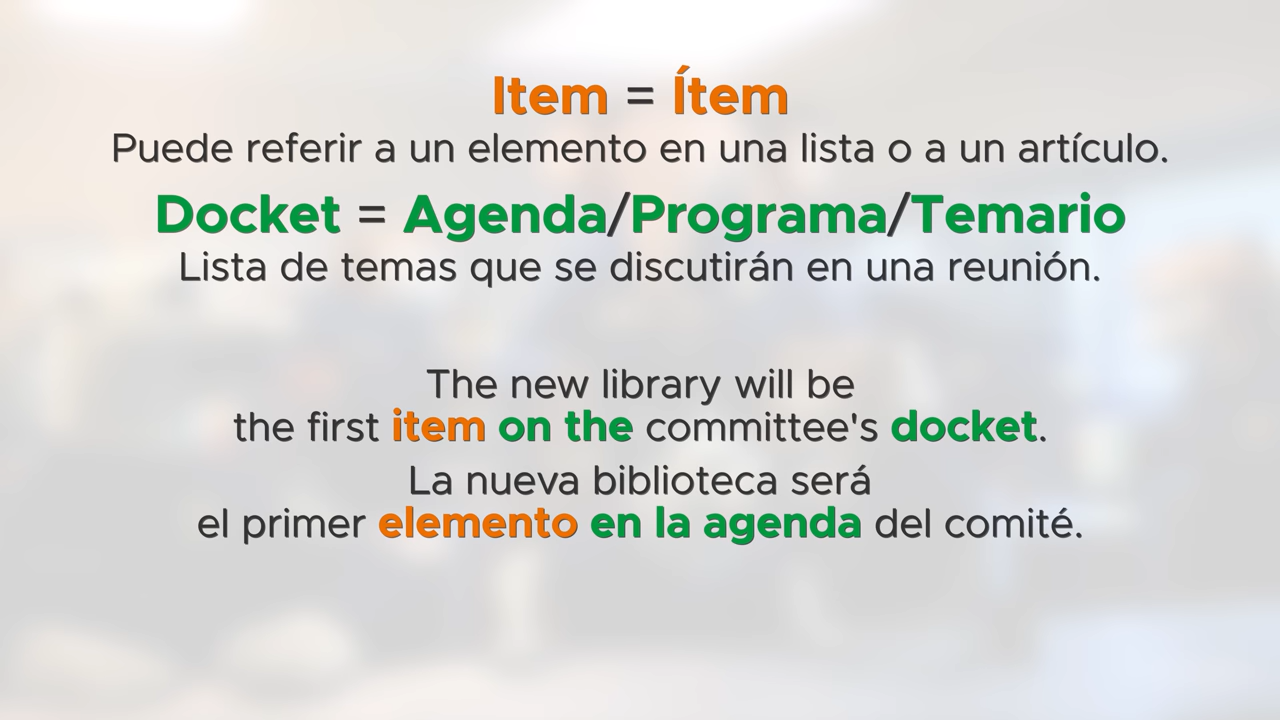 Item = Ítem
Puede referir a un elemento en una lista o a un artículo.
Docket = Agenda/Programa/Temario
Lista de temas que se discutirán en una reunión.
The new library will be
the first item on the committee's docket.
La nueva biblioteca será
el primer elemento en la agenda del comité.